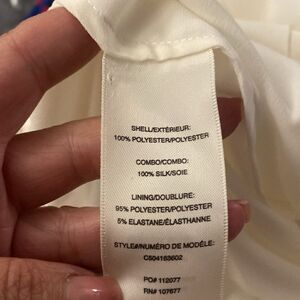 SHELL/EXTÉRIEUR:
100% POLYESTER/POLYESTER
COMBO/COMBO:
100% SILK/SOIE
LINING/DOUBLURE:
95% POLYESTER/POLYESTER
5% ELASTANE/ÉLASTHANNE
STYLE#/NUMÉRO DE MODÈLE:
C504163602
PO# 112077
RN# 107677